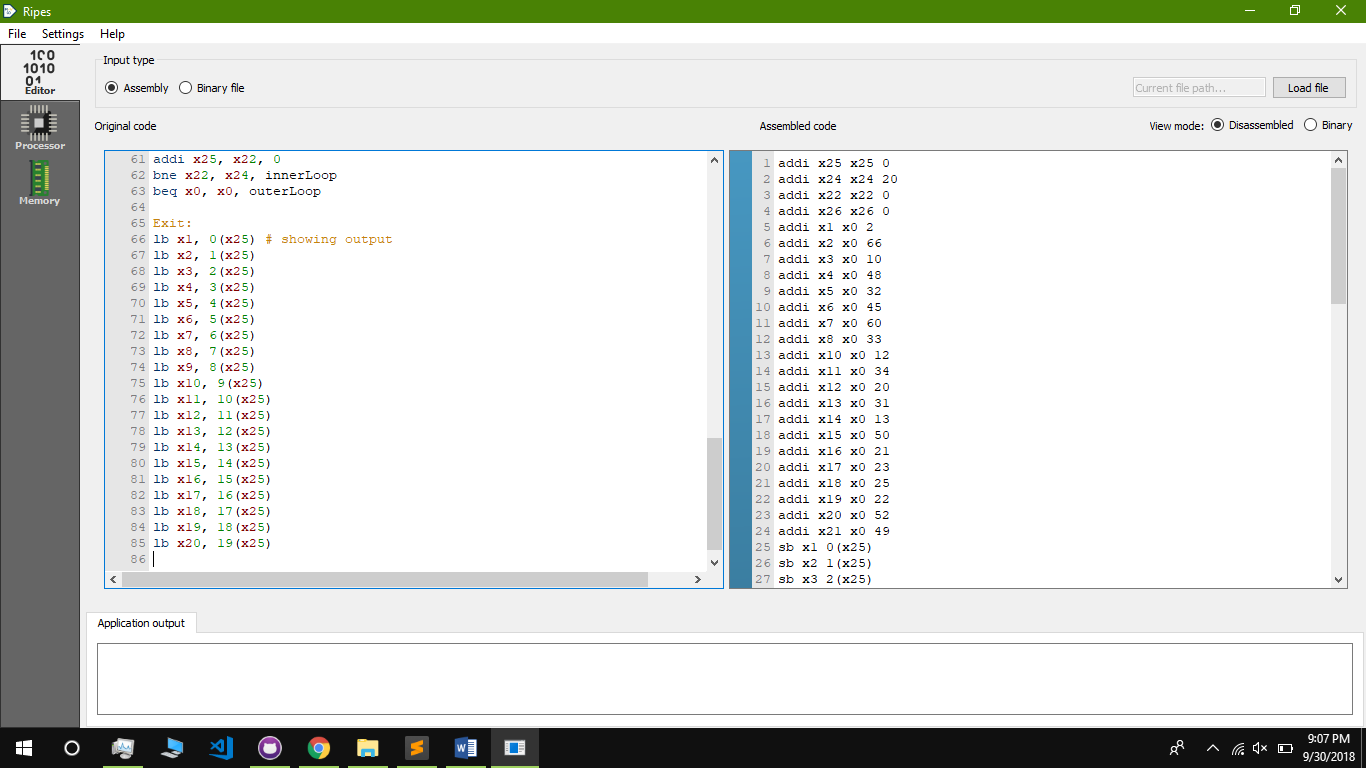 Ripes
File Settings Help
Editor
Processor
Memory
Input type
Assembly Binary file
Current file path... Load file
Original code
Assembled code
View mode: Disassembled Binary
61 addi x25, x22, 0
62 bne x22, x24, innerLoop
63 beq x0, x0, outerLoop
64
65 Exit:
66 lb x1, 0(x25) # showing output
67 lb x2, 1(x25)
68 lb x3, 2(x25)
69 lb x4, 3(x25)
70 lb x5, 4(x25)
71 lb x6, 5(x25)
72 lb x7, 6(x25)
73 lb x8, 7(x25)
74 lb x9, 8(x25)
75 lb x10, 9(x25)
76 lb x11, 10(x25)
77 lb x12, 11(x25)
78 lb x13, 12(x25)
79 lb x14, 13(x25)
80 lb x15, 14(x25)
81 lb x16, 15(x25)
82 lb x17, 16(x25)
83 lb x18, 17(x25)
84 lb x19, 18(x25)
85 lb x20, 19(x25)
86
1 addi x25 x25 0
2 addi x24 x24 20
3 addi x22 x22 0
4 addi x26 x26 0
5 addi x1 x0 2
6 addi x2 x0 66
7 addi x3 x0 10
8 addi x4 x0 48
9 addi x5 x0 32
10 addi x6 x0 45
11 addi x7 x0 60
12 addi x8 x0 33
13 addi x10 x0 12
14 addi x11 x0 34
15 addi x12 x0 20
16 addi x13 x0 31
17 addi x14 x0 13
18 addi x15 x0 50
19 addi x16 x0 21
20 addi x17 x0 23
21 addi x18 x0 25
22 addi x19 x0 22
23 addi x20 x0 52
24 addi x21 x0 49
25 sb x1 0(x25)
26 sb x2 1(x25)
27 sb x3 2(x25)
Application output
9:07 PM
9/30/2018